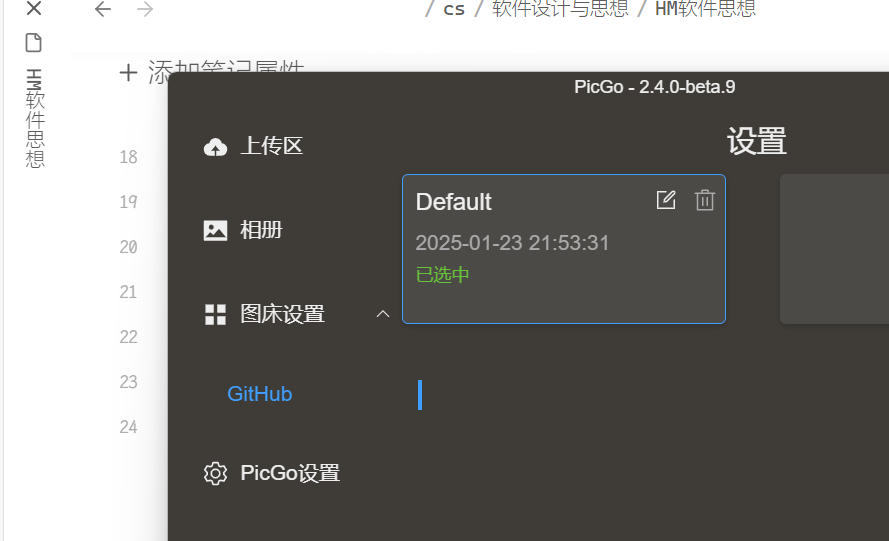 / cs / 软件设计与思想 / HM软件思想
HM软件思想
添加笔记属性
18
19
20
21
22
23
24
PicGo - 2.4.0-beta.9
上传区
相册
图床设置
GitHub
PicGo设置
设置
Default
2025-01-23 21:53:31
已选中